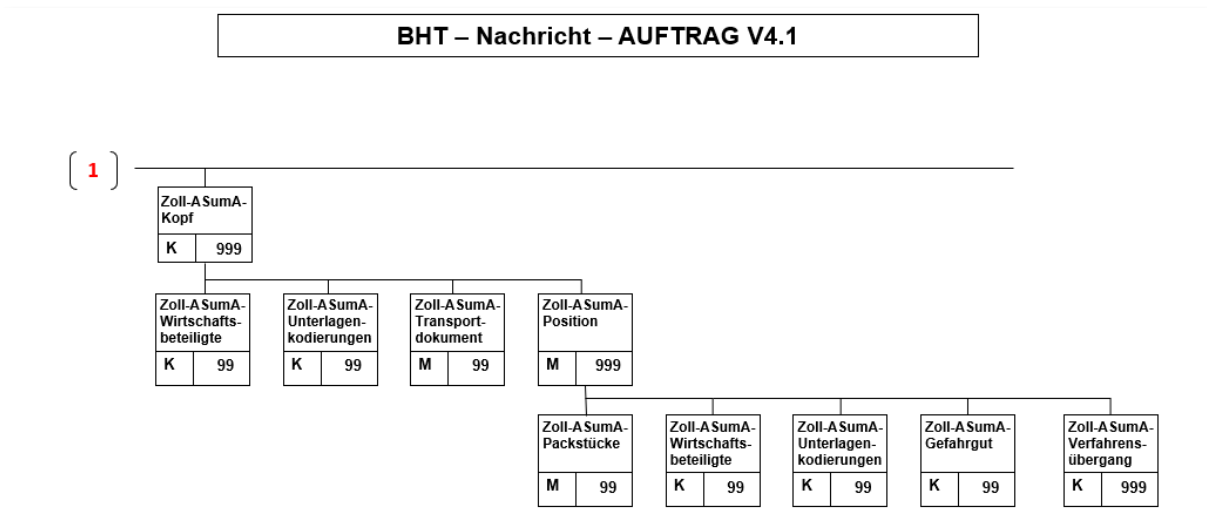 BHT – Nachricht – AUFTRAG V4.1
1
Zoll-ASumA-
Kopf
K 999
Zoll-ASumA-
Wirtschafts-
beteiligte
K 99
Zoll-ASumA-
Unterlagen-
kodierungen
K 99
Zoll-ASumA-
Transport-
dokument
M 99
Zoll-ASumA-
Position
M 999
Zoll-ASumA-
Packstücke
M 99
Zoll-ASumA-
Wirtschafts-
beteiligte
K 99
Zoll-ASumA-
Unterlagen-
kodierungen
K 99
Zoll-ASumA-
Gefahrgut
K 99
Zoll-ASumA-
Verfahrens-
übergang
K 999